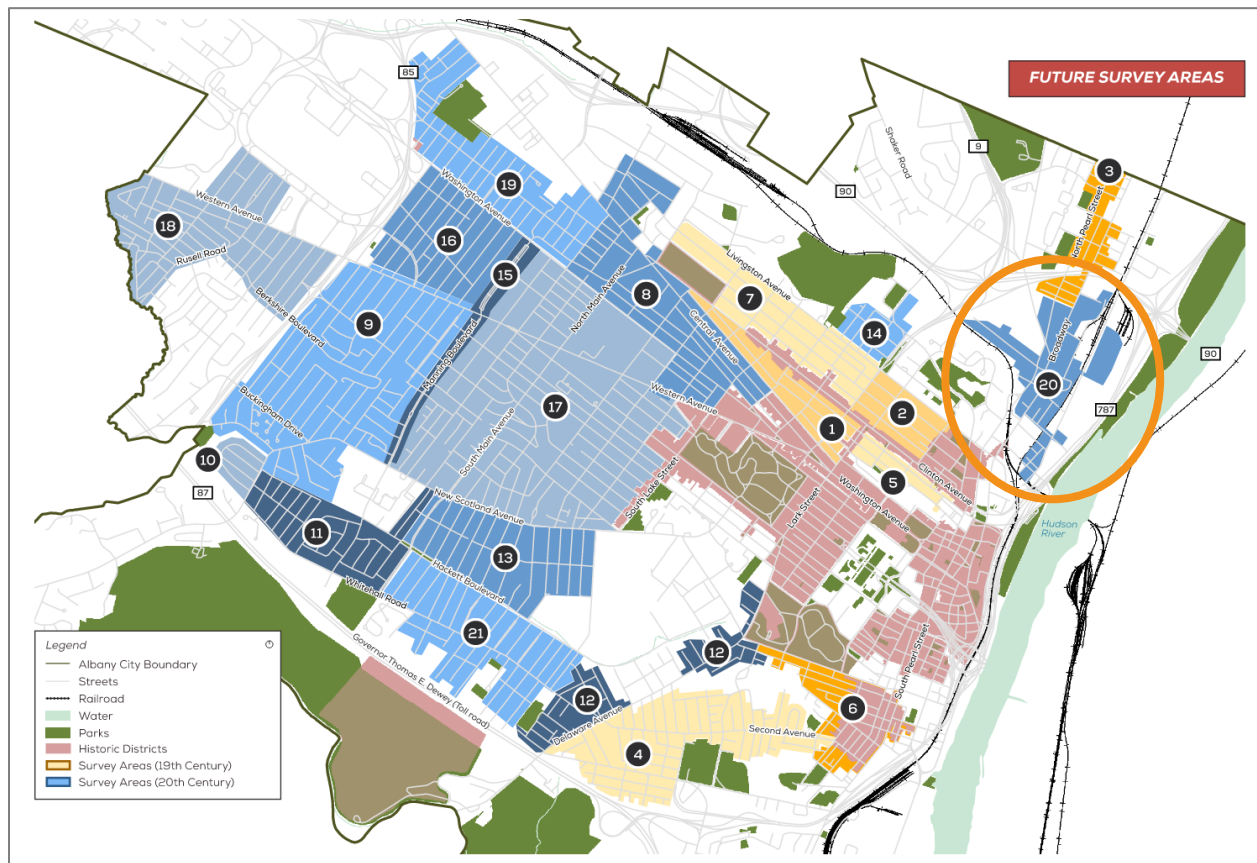 FUTURE SURVEY AREAS
85
9
90
3
Shaker Road
North Pearl Street
19
Washington Avenue
Western Avenue
18
Rusell Road
16
15
North Main Avenue
Livingston Avenue
7
8
Central Avenue
14
Broadway
20
90
787
Berkshire Boulevard
9
Manning Boulevard
17
Western Avenue
1
2
5
Clinton Avenue
Washington Avenue
Buckingham Drive
South Main Avenue
South Lake Street
Lark Street
10
87
New Scotland Avenue
Hudson
River
11
13
Hackett Boulevard
Whitehall Road
21
12
12
Governor Thomas E. Dewey (Toll road)
South Pearl Street
6
Delaware Avenue
Second Avenue
4
Legend
Albany City Boundary
Streets
Railroad
Water
Parks
Historic Districts
Survey Areas (19th Century)
Survey Areas (20th Century)